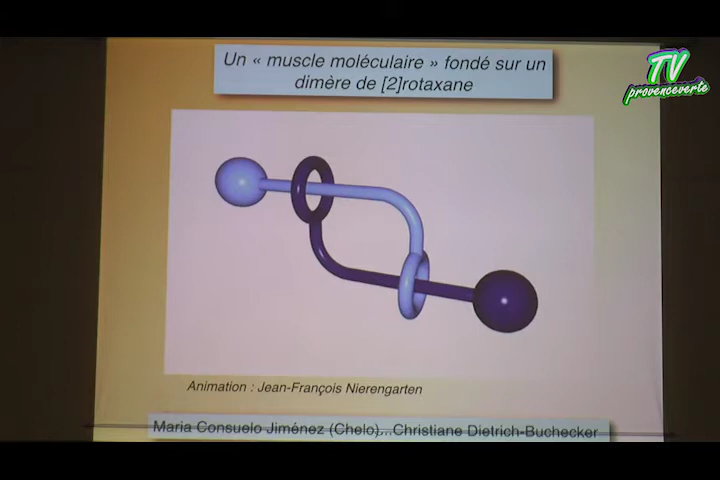 Un « muscle moléculaire » fondé sur un
dimère de [2]rotaxane
TV
provenceverte
Animation : Jean-François Nierengarten
Maria Consuelo Jiménez (Chelo)...Christiane Dietrich-Buchecker